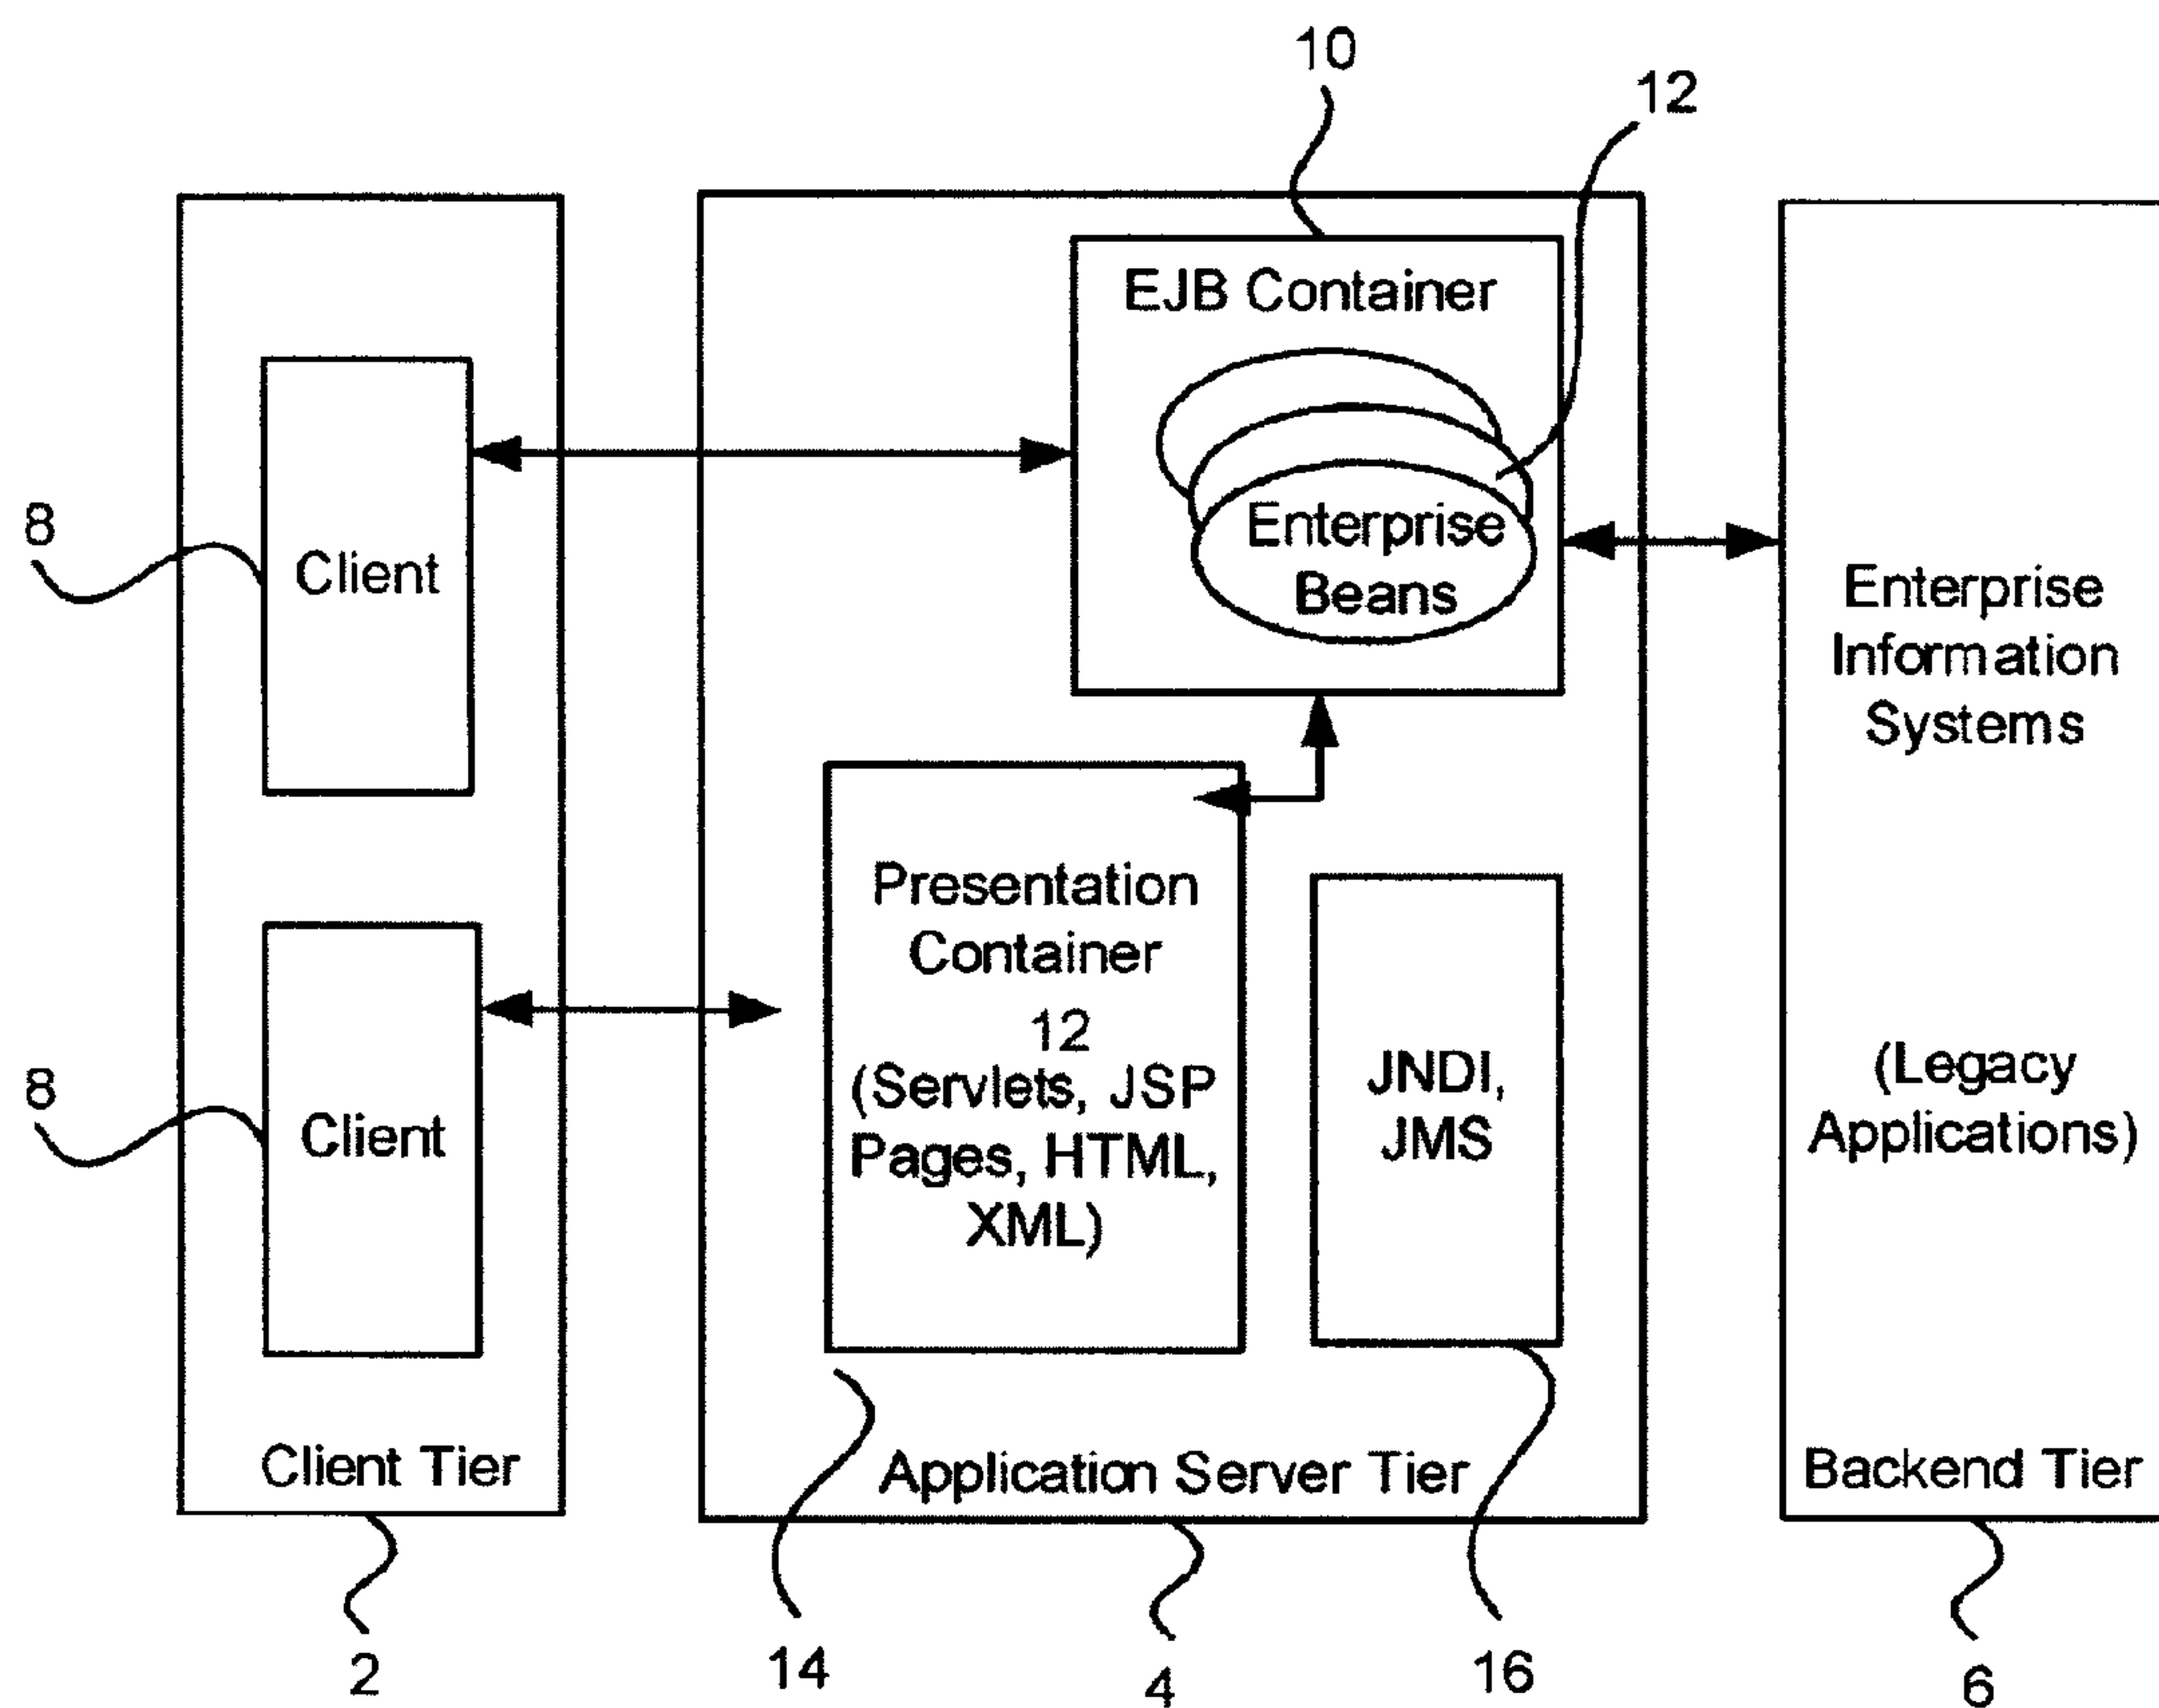 10
12
EJB Container
Enterprise
Beans
8
Client
Enterprise
Information
Systems
Presentation
Container
12
(Servlets, JSP
Pages, HTML,
XML)
JNDI,
JMS
(Legacy
Applications)
8
Client
Client Tier
Application Server Tier
Backend Tier
2
14
4
16
6